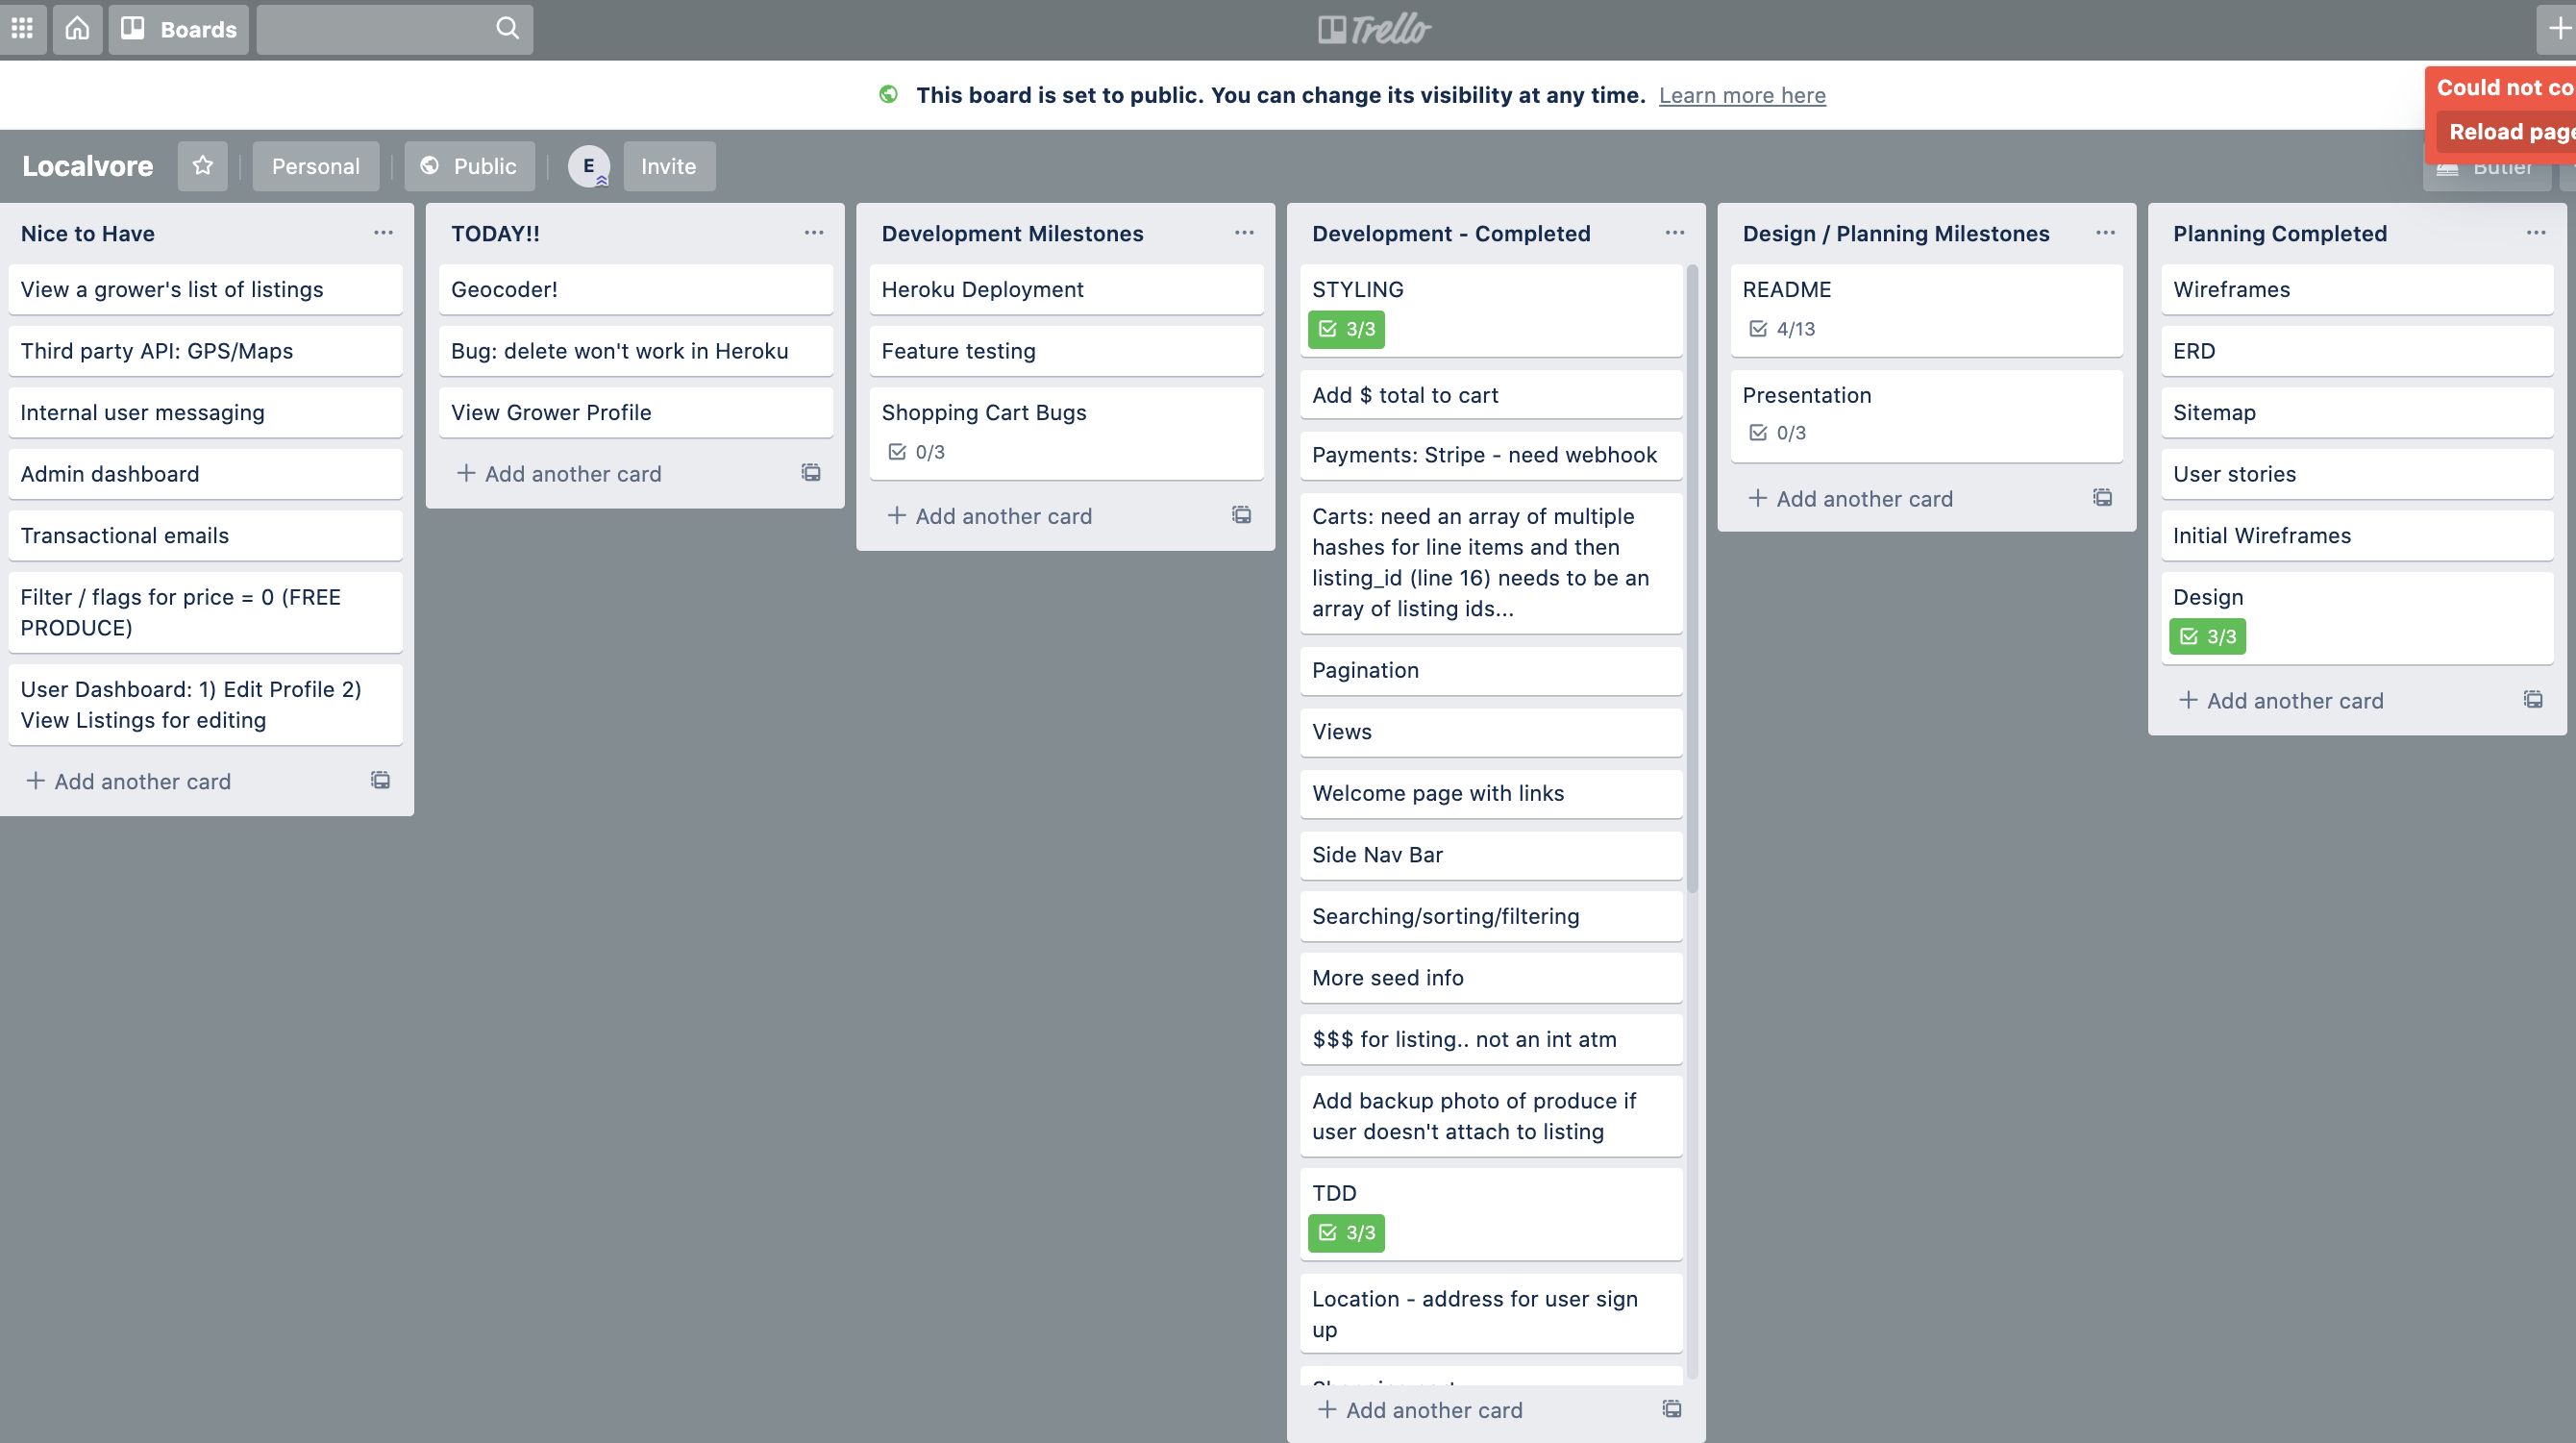 Boards
Trello
This board is set to public. You can change its visibility at any time. Learn more here
Could not co
Reload page
Localvore
Personal
Public
E
Invite
Butler
Nice to Have
View a grower's list of listings
Third party API: GPS/Maps
Internal user messaging
Admin dashboard
Transactional emails
Filter / flags for price = 0 (FREE
PRODUCE)
User Dashboard: 1) Edit Profile 2)
View Listings for editing
Add another card
TODAY!!
Geocoder!
Bug: delete won't work in Heroku
View Grower Profile
Add another card
Development Milestones
Heroku Deployment
Feature testing
Shopping Cart Bugs
0/3
Add another card
Development - Completed
STYLING
3/3
Add $ total to cart
Payments: Stripe - need webhook
Carts: need an array of multiple
hashes for line items and then
listing_id (line 16) needs to be an
array of listing ids...
Pagination
Views
Welcome page with links
Side Nav Bar
Searching/sorting/filtering
More seed info
$$$ for listing.. not an int atm
Add backup photo of produce if
user doesn't attach to listing
TDD
3/3
Location - address for user sign
up
Add another card
Design / Planning Milestones
README
4/13
Presentation
0/3
Add another card
Planning Completed
Wireframes
ERD
Sitemap
User stories
Initial Wireframes
Design
3/3
Add another card